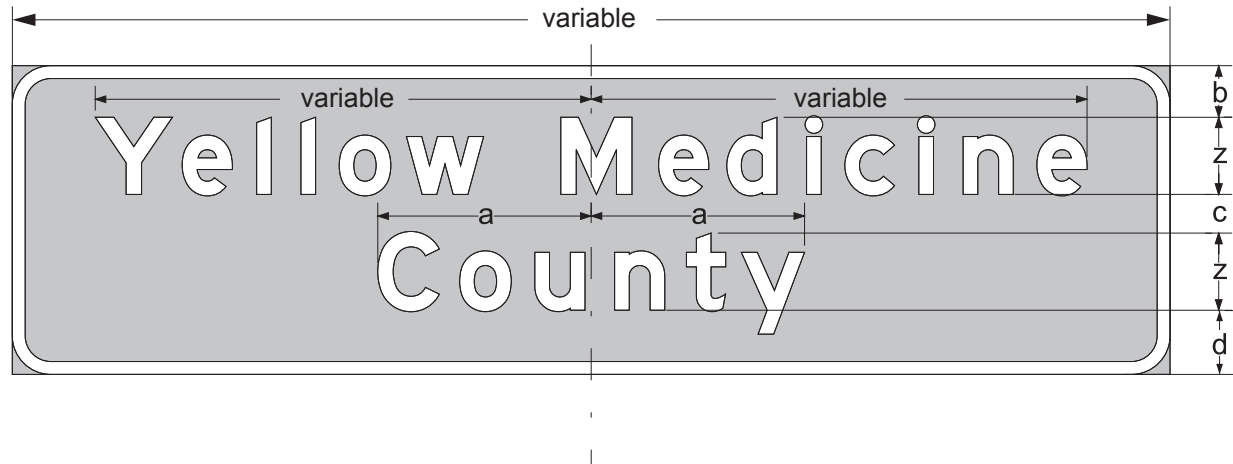 variable
variable variable
b
Yellow Medicine
z
c
a a
County
z
d